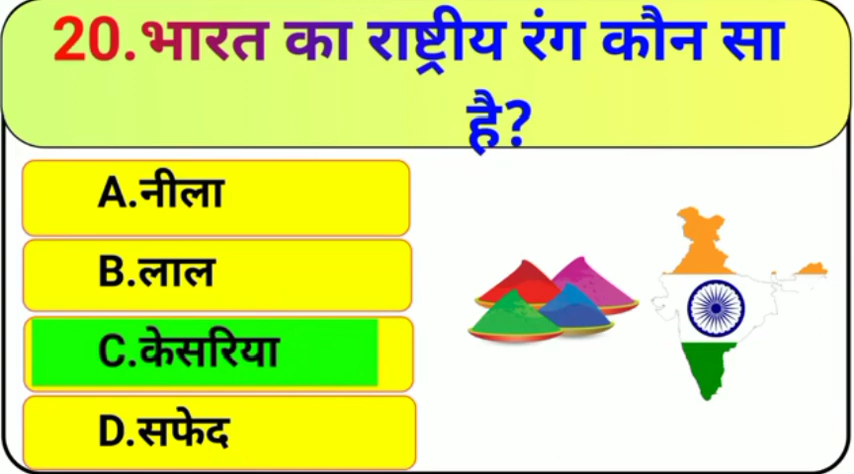 20.भारत का राष्ट्रीय रंग कौन सा
है?
A.नीला
B.लाल
C.केसरिया
D.सफेद